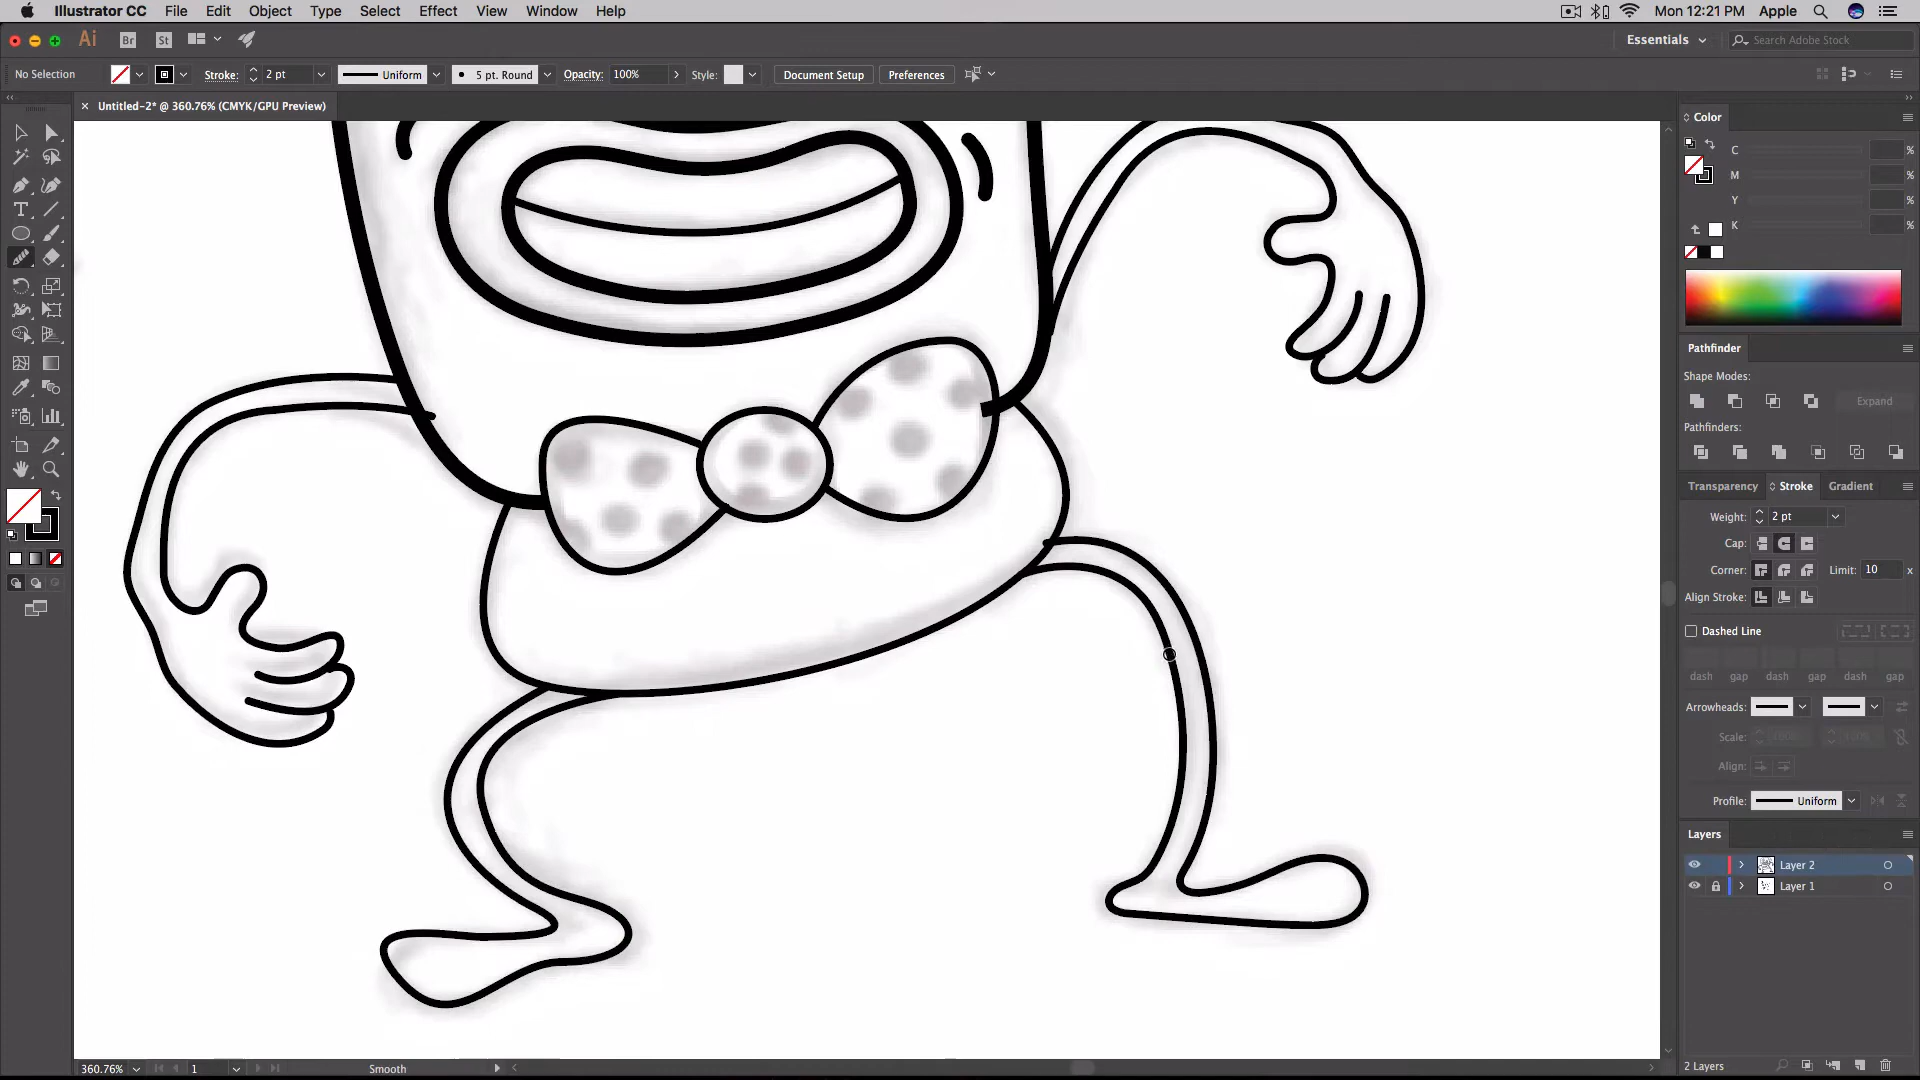 Illustrator CC File Edit Object Type Select Effect View Window Help Mon 12:21 PM Apple
Ai Br St Essentials Search Adobe Stock
No Selection Stroke: 2 pt Uniform 5 pt. Round Opacity: 100% Style: Document Setup Preferences
× Untitled-2* @ 360.76% (CMYK/GPU Preview)
Color
C %
M %
Y %
K %
Pathfinder
Shape Modes:
Expand
Pathfinders:
Transparency Stroke Gradient
Weight: 2 pt
Cap:
Corner: Limit: 10 x
Align Stroke:
Dashed Line
dash gap dash gap dash gap
Arrowheads:
Scale: 100% 100%
Align:
Profile: Uniform
Layers
Layer 2
Layer 1
2 Layers
360.76% 1 Smooth